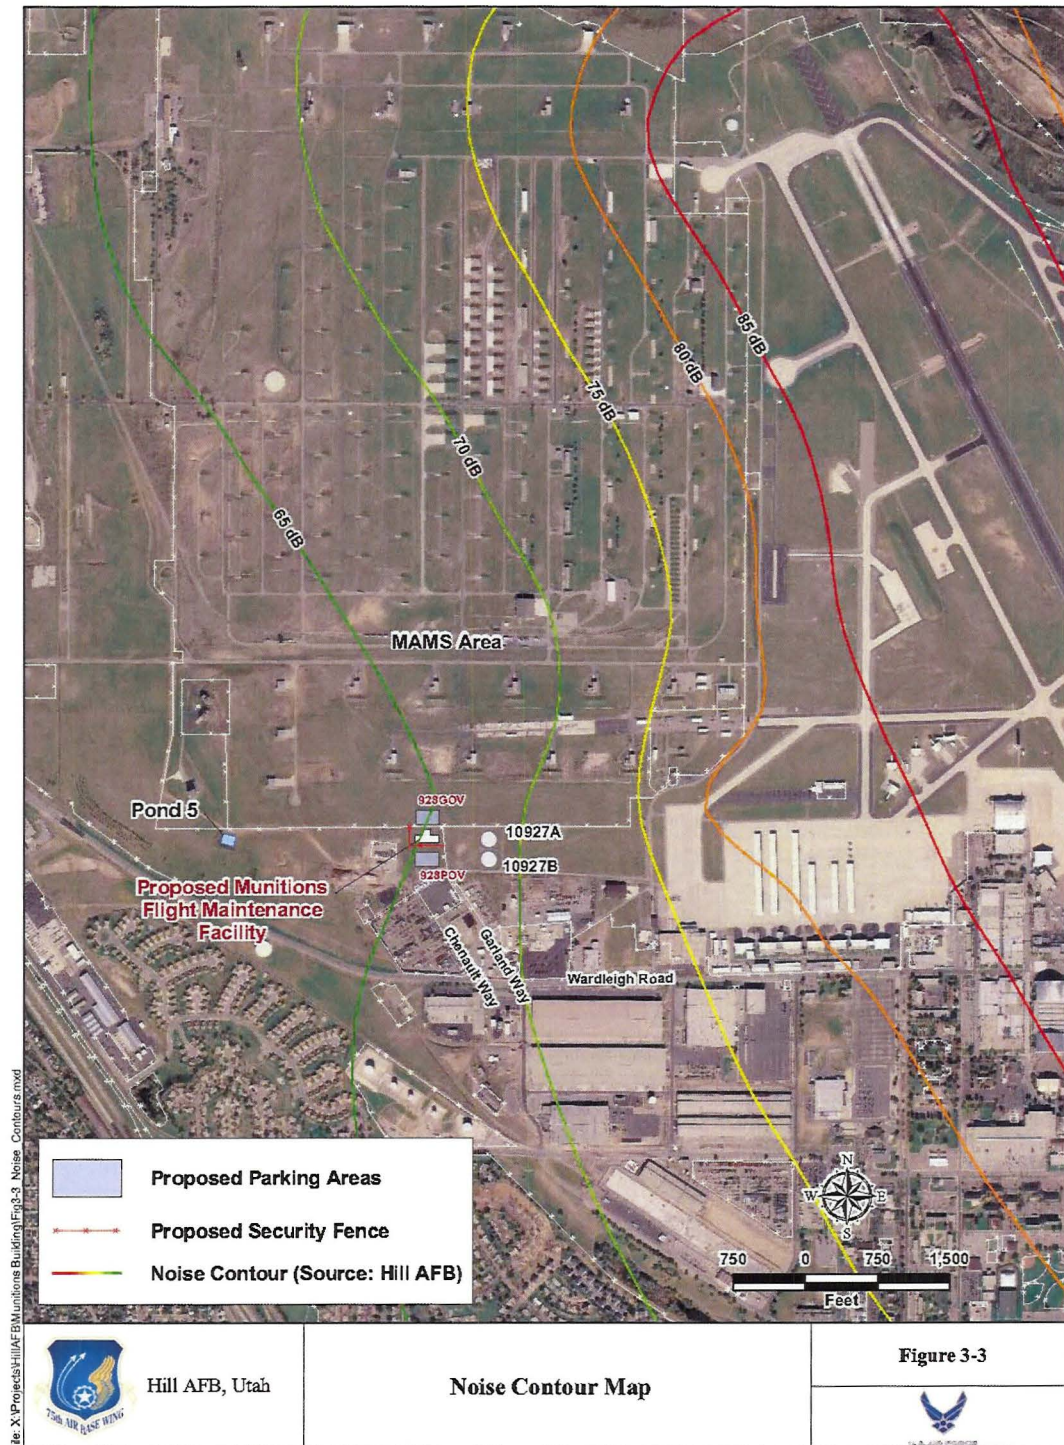 85 dB
80 dB
75 dB
70 dB
65 dB
MAMS Area
928GOV
Pond 5
10927A
10927B
928POV
Proposed Munitions
Flight Maintenance
Facility
Chenault Way
Garland Way
Wardleigh Road
Proposed Parking Areas
Proposed Security Fence
Noise Contour (Source: Hill AFB)
N
W
E
S
750 0 750 1,500
Feet
ile: X:\Projects\HillAFB\Munitions Building\Fig3-3_Noise_Contours.mxd
75th AIR BASE WING
Hill AFB, Utah
Noise Contour Map
Figure 3-3